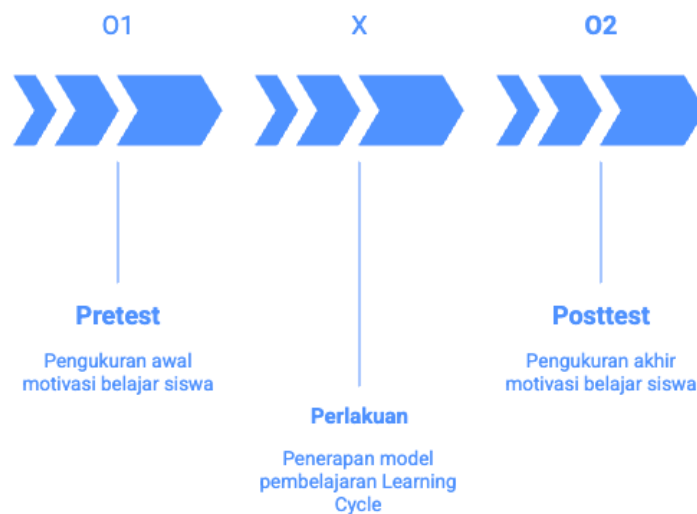 O1
X
O2
Pretest
Pengukuran awal
motivasi belajar siswa
Perlakuan
Penerapan model
pembelajaran Learning
Cycle
Posttest
Pengukuran akhir
motivasi belajar siswa